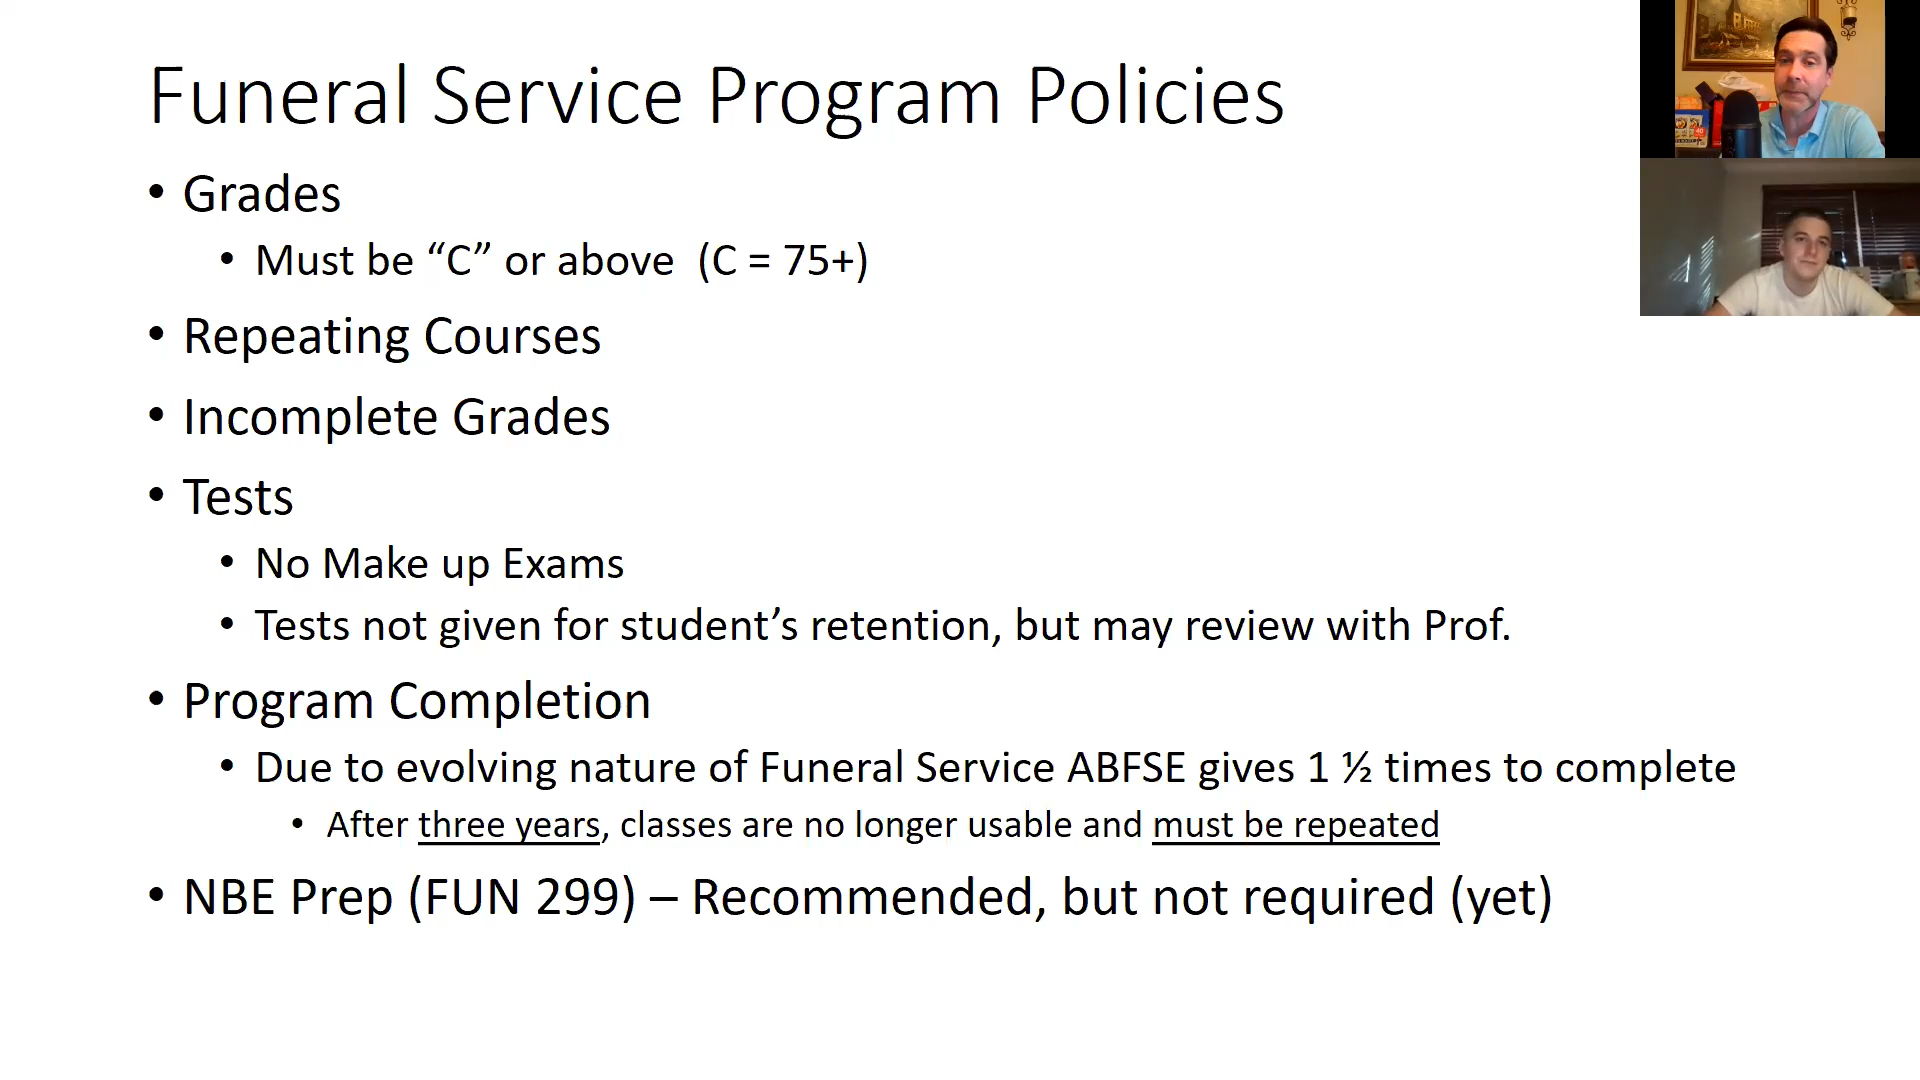 Funeral Service Program Policies
• Grades
• Must be “C” or above  (C = 75+)
• Repeating Courses
• Incomplete Grades
• Tests
• No Make up Exams
• Tests not given for student’s retention, but may review with Prof.
• Program Completion
• Due to evolving nature of Funeral Service ABFSE gives 1 ½ times to complete
• After three years, classes are no longer usable and must be repeated
• NBE Prep (FUN 299) – Recommended, but not required (yet)